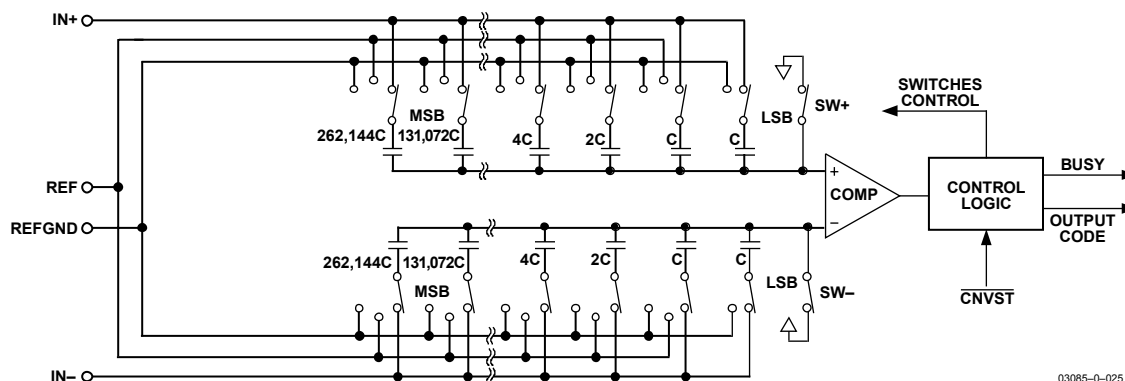 IN+
SWITCHES
CONTROL
MSB
LSB
SW+
262,144C 131,072C
4C
2C
C
C
BUSY
REF
+
COMP
−
CONTROL
LOGIC
REFGND
OUTPUT
CODE
262,144C 131,072C
4C
2C
C
C
LSB
MSB
SW−
CNVST
IN−
03085–0–025